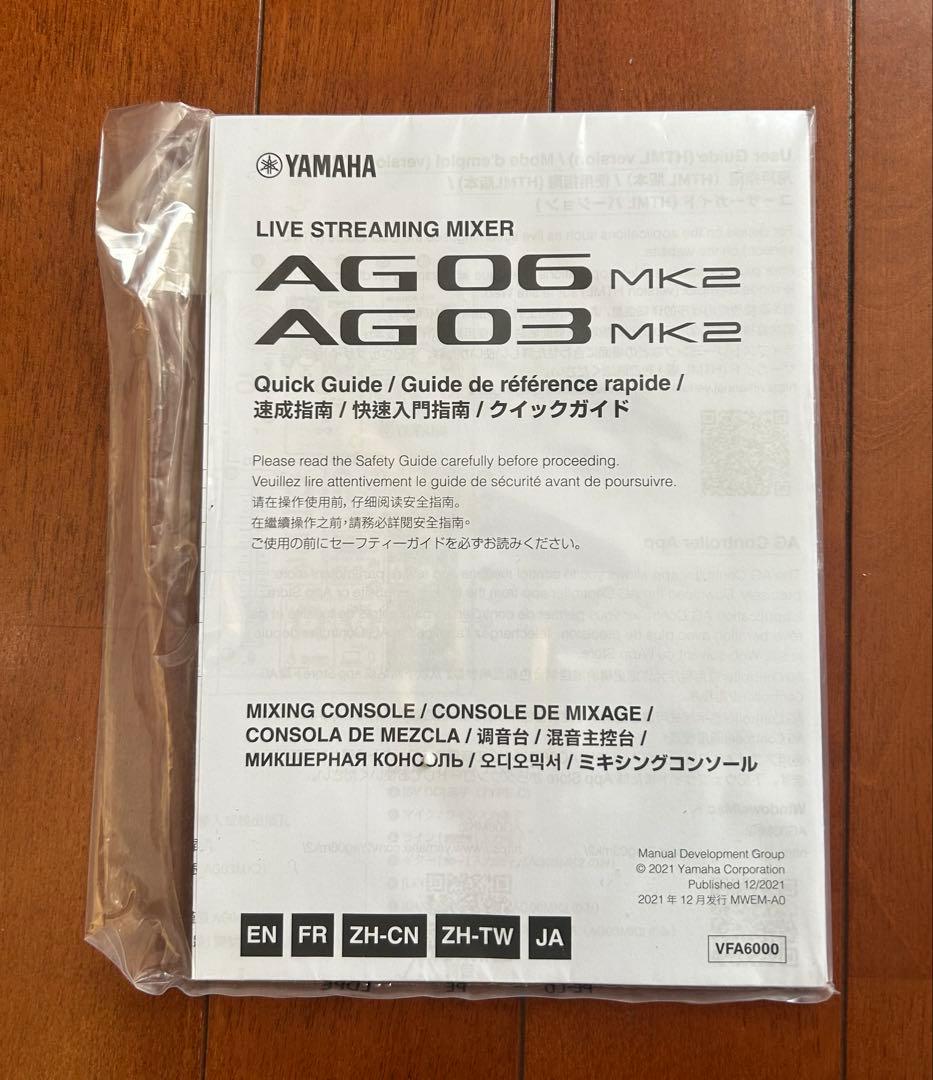 YAMAHA
LIVE STREAMING MIXER
AG06 MK2
AG03 MK2
Quick Guide / Guide de référence rapide /
速成指南 / 快速入門指南 / クイックガイド
Please read the Safety Guide carefully before proceeding.
Veuillez lire attentivement le guide de sécurité avant de poursuivre.
请在操作使用前，仔细阅读安全指南。
在繼續操作之前，請務必詳閱安全指南。
ご使用の前にセーフティーガイドを必ずお読みください。
MIXING CONSOLE / CONSOLE DE MIXAGE /
CONSOLA DE MEZCLA / 调音台 / 混音主控台 /
МИКШЕРНАЯ КОНСОЛЬ / 오디오믹서 / ミキシングコンソール
Manual Development Group
© 2021 Yamaha Corporation
Published 12/2021
2021 年 12 月发行 MWEM-A0
EN FR ZH-CN ZH-TW JA
VFA6000